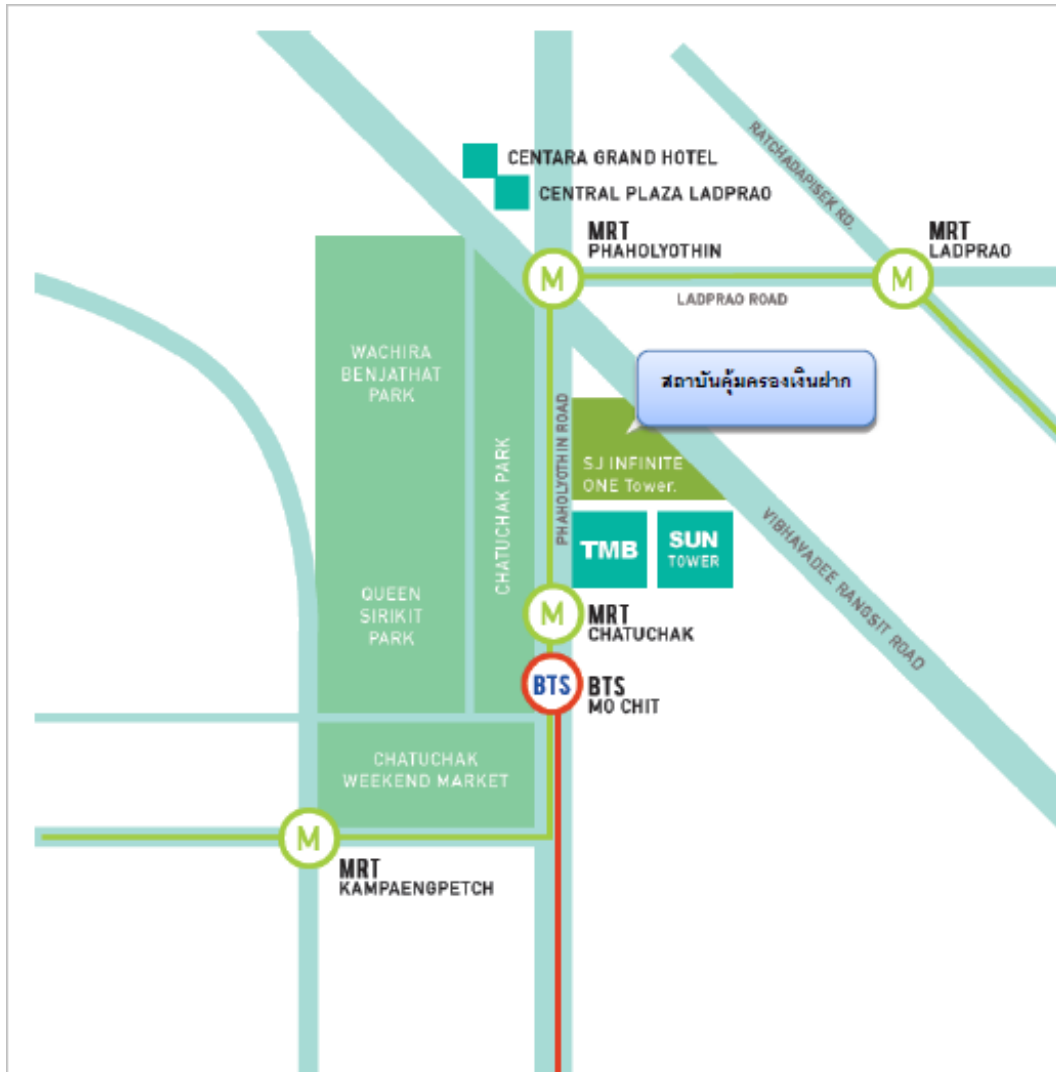 RATCHADAPISEK RD.
CENTARA GRAND HOTEL
CENTRAL PLAZA LADPRAO
MRT
PHAHOLYOTHIN
MRT
LADPRAO
M
M
LADPRAO ROAD
WACHIRA
BENJATHAT
PARK
สถาบันคุ้มครองเงินฝาก
CHATUCHAK PARK
PHAHOLYOTHIN ROAD
SJ INFINITE
ONE Tower.
VIBHAVADEE RANGSIT ROAD
TMB
SUN
TOWER
QUEEN
SIRIKIT
PARK
M
MRT
CHATUCHAK
BTS
BTS
MO CHIT
CHATUCHAK
WEEKEND MARKET
M
MRT
KAMPAENGPETCH